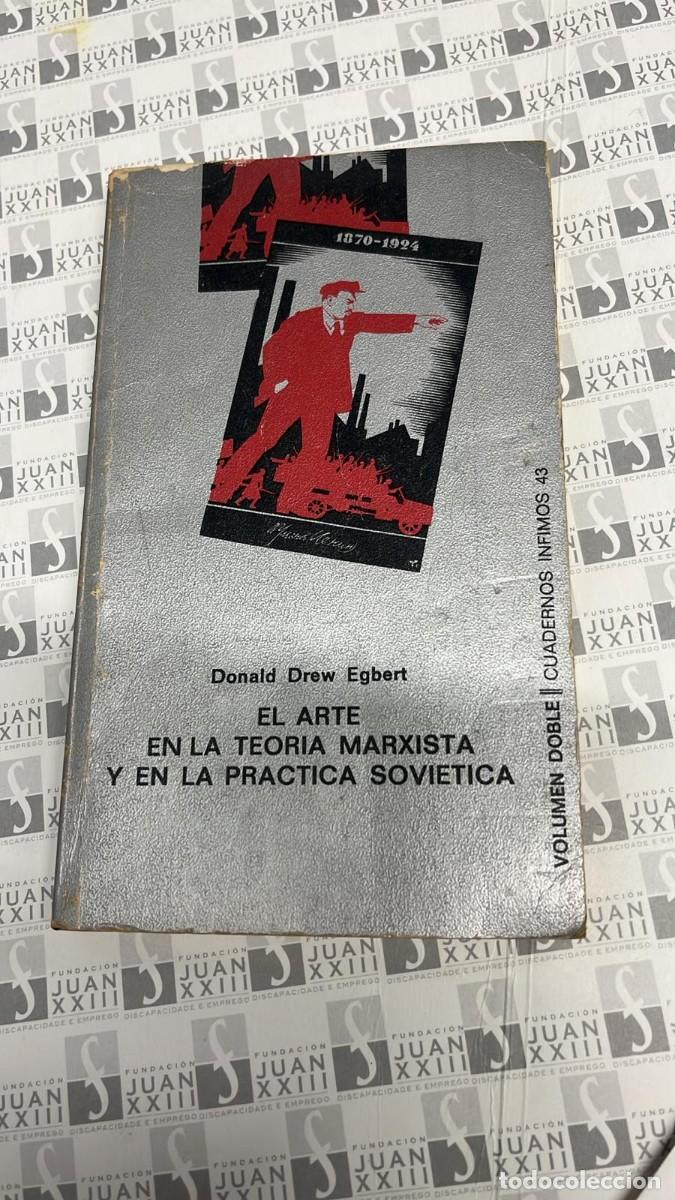 1870-1924
Donald Drew Egbert
EL ARTE
EN LA TEORIA MARXISTA
Y EN LA PRACTICA SOVIETICA
VOLUMEN DOBLE || CUADERNOS INFIMOS 43
FUNDACIÓN
JUAN
XXIII
DISCAPACIDADE E EMPREGO
todocoleccion